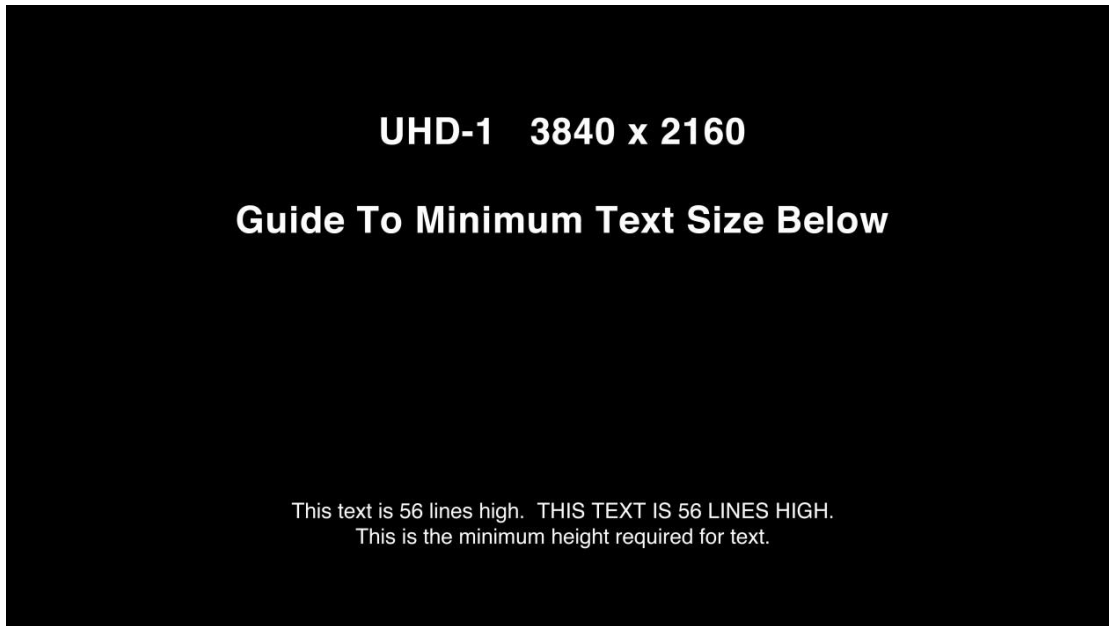 UHD-1   3840 x 2160
Guide To Minimum Text Size Below
This text is 56 lines high.  THIS TEXT IS 56 LINES HIGH.
This is the minimum height required for text.